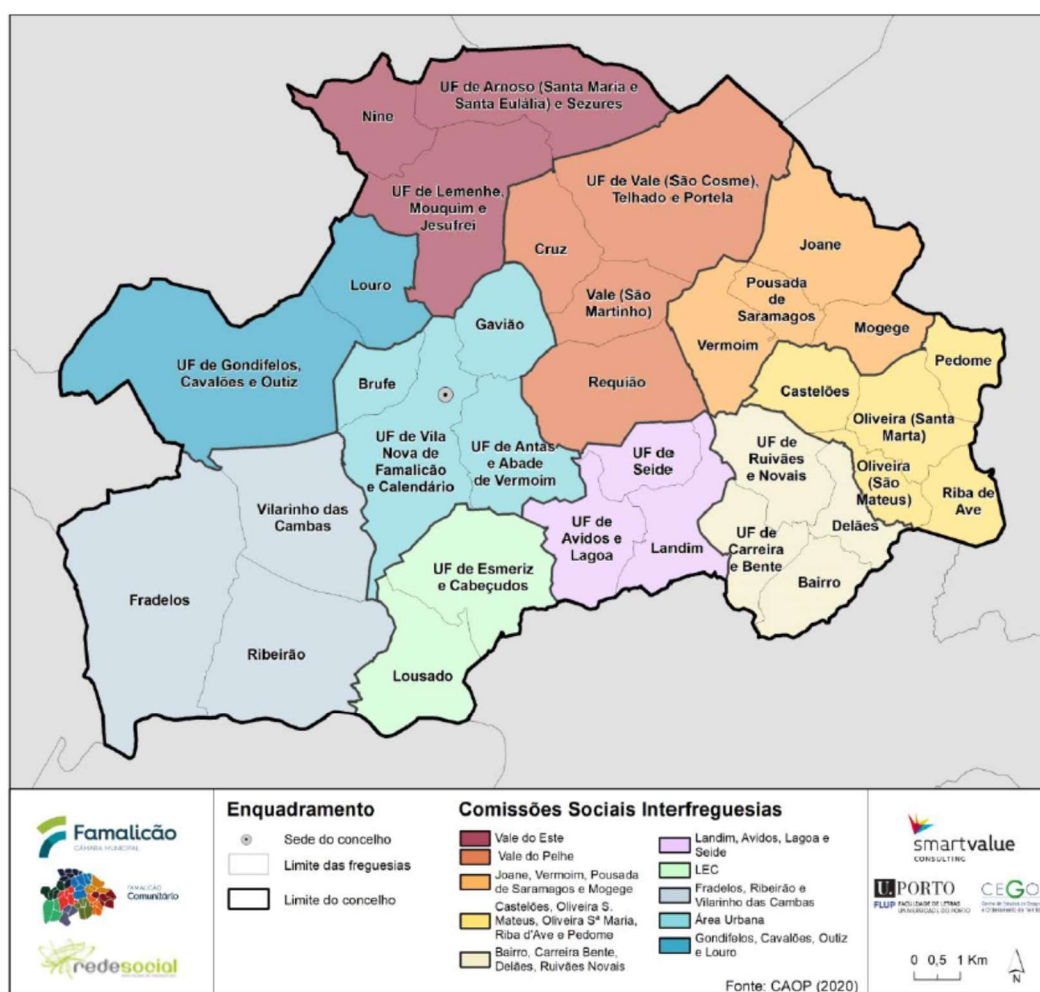 UF de Arnoso (Santa Maria e
Santa Eulália) e Sezures
Nine
UF de Lemenhe,
Mouquim e
Jesufrei
UF de Vale (São Cosme),
Telhado e Portela
Cruz
Joane
Louro
Vale (São
Martinho)
Pousada
de
Saramagos
Gavião
Mogege
Vermoim
UF de Gondifelos,
Cavalões e Outiz
Pedome
Brufe
Requião
Castelões
Oliveira (Santa
Marta)
UF de Vila
Nova de
Famalicão
e Calendário
UF de Antas
e Abade
de Vermoim
UF de
Seide
UF de
Ruivães
e Novais
Oliveira
(São
Mateus)
Riba de
Ave
Vilarinho das
Cambas
UF de
Avidos e
Lagoa
Landim
Delães
UF de
Carreira
e Bente
Bairro
UF de Esmeriz
e Cabeçudos
Fradelos
Ribeirão
Lousado
Famalicão
CÂMARA MUNICIPAL
FAMALICÃO
Comunitário
redesocial
Enquadramento
Sede do concelho
Limite das freguesias
Limite do concelho
Comissões Sociais Interfreguesias
Vale do Este
Vale do Pelhe
Joane, Vermoim, Pousada
de Saramagos e Mogege
Castelões, Oliveira S.
Mateus, Oliveira Sª Maria,
Riba d'Ave e Pedome
Bairro, Carreira Bente,
Delães, Ruivães Novais
Landim, Avidos, Lagoa e
Seide
LEC
Fradelos, Ribeirão e
Vilarinho das Cambas
Área Urbana
Gondifelos, Cavalões, Outiz
e Louro
Fonte: CAOP (2020)
smartvalue
CONSULTING
U. PORTO
FLUP FACULDADE DE LETRAS
UNIVERSIDADE DO PORTO
CEGO
0 0,5 1 Km
N